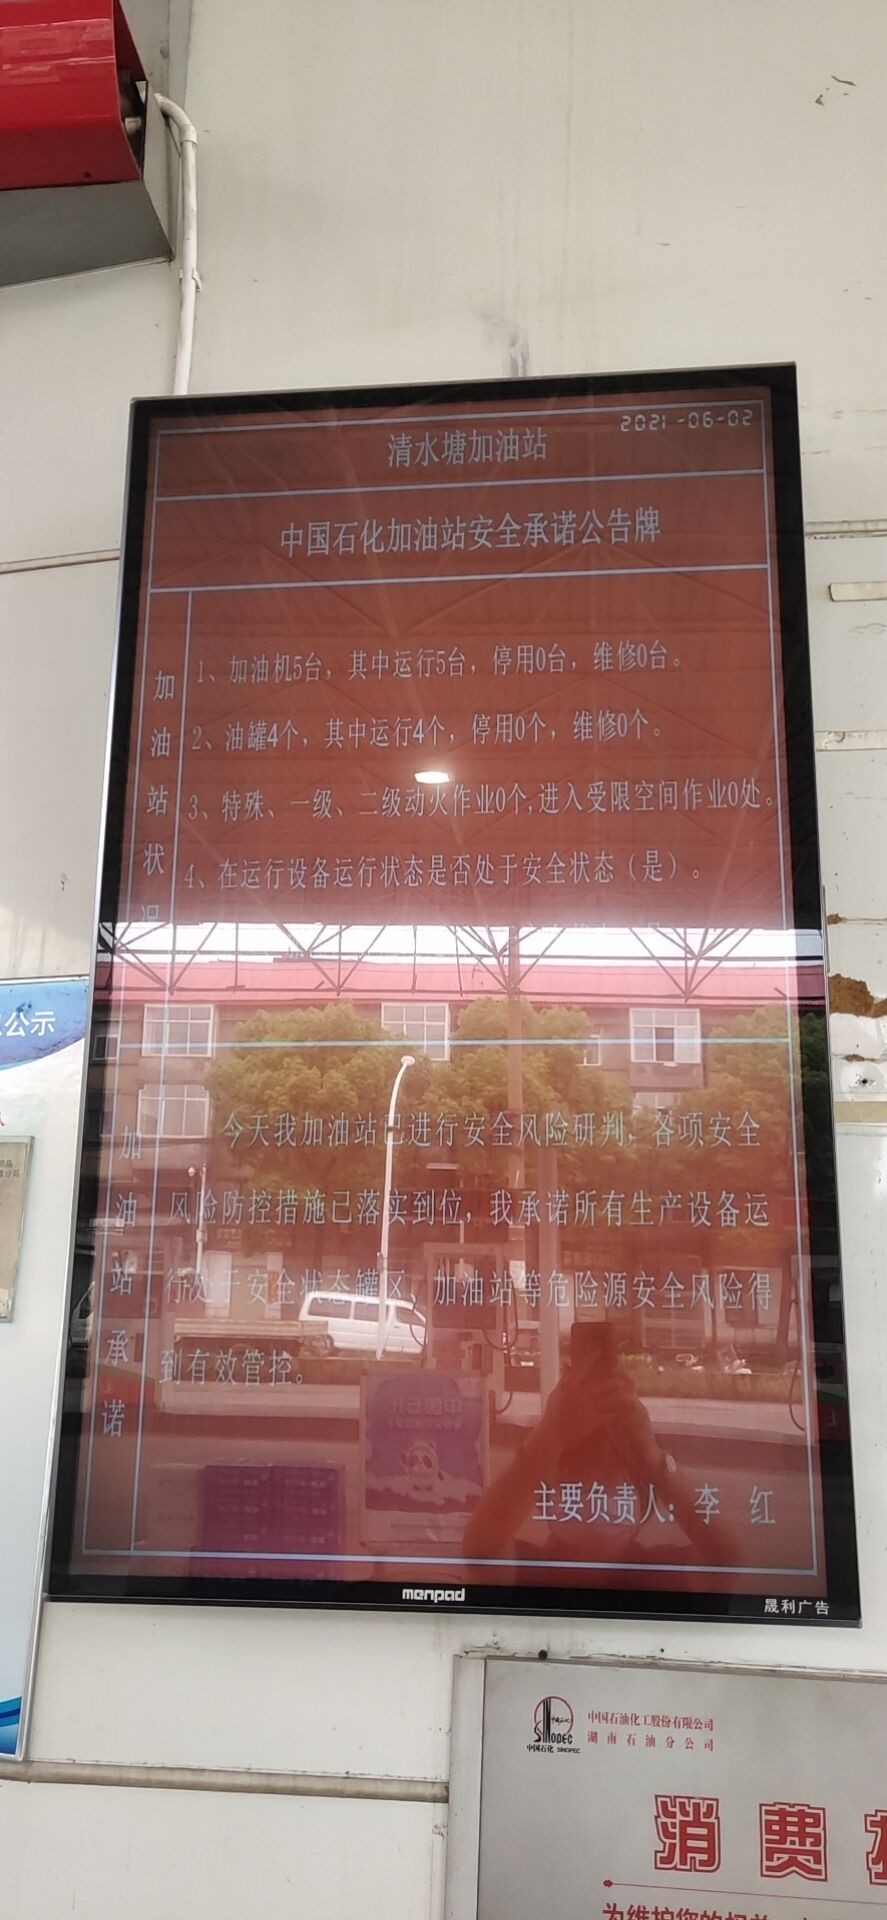 2021-06-02
清水塘加油站
中国石化加油站安全承诺公告牌
加油站状况
1、加油机5台，其中运行5台，停用0台，维修0台。
2、油罐4个，其中运行4个，停用0个，维修0个。
3、特殊、一级、二级动火作业0个,进入受限空间作业0处。
4、在运行设备运行状态是否处于安全状态（是）。
加油站承诺
今天我加油站已进行安全风险研判，各项安全
风险防控措施已落实到位，我承诺所有生产设备运
行处于安全状态罐区、加油站等危险源安全风险得
到有效管控。
主要负责人：李 红
menpad
晟利广告
公示
SINOPEC
中国石化 SINOPEC
中国石油化工股份有限公司
湖南石油分公司
消费
为维护您的权益